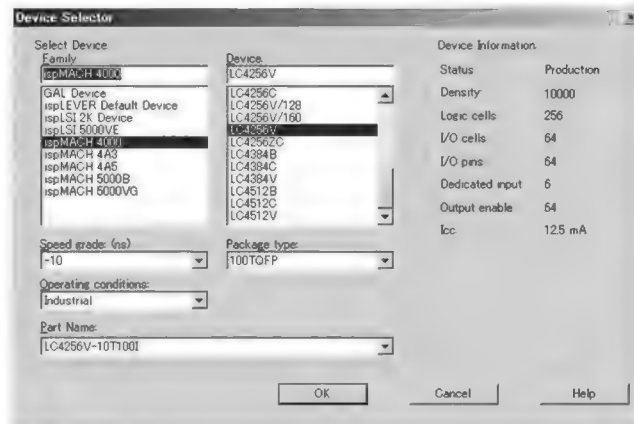 Device Selector
Select Device
Family
ispMACH 4000
GAL Device
ispLEVER Default Device
ispLSI 2K Device
ispLSI 5000VE
ispMACH 4000
ispMACH 4A3
ispMACH 4A5
ispMACH 5000B
ispMACH 5000VG
Device:
LC4256V
LC4256C
LC4256V/128
LC4256V/160
LC4256V
LC4256ZC
LC4384B
LC4384C
LC4384V
LC4512B
LC4512C
LC4512V
Speed grade: (ns)
-10
Package type:
100TQFP
Operating conditions:
Industrial
Part Name:
LC4256V-10T100I
Device Information
Status Production
Density 10000
Logic cells 256
I/O cells 64
I/O pins 64
Dedicated input 6
Output enable 64
Icc 12.5 mA
OK
Cancel
Help